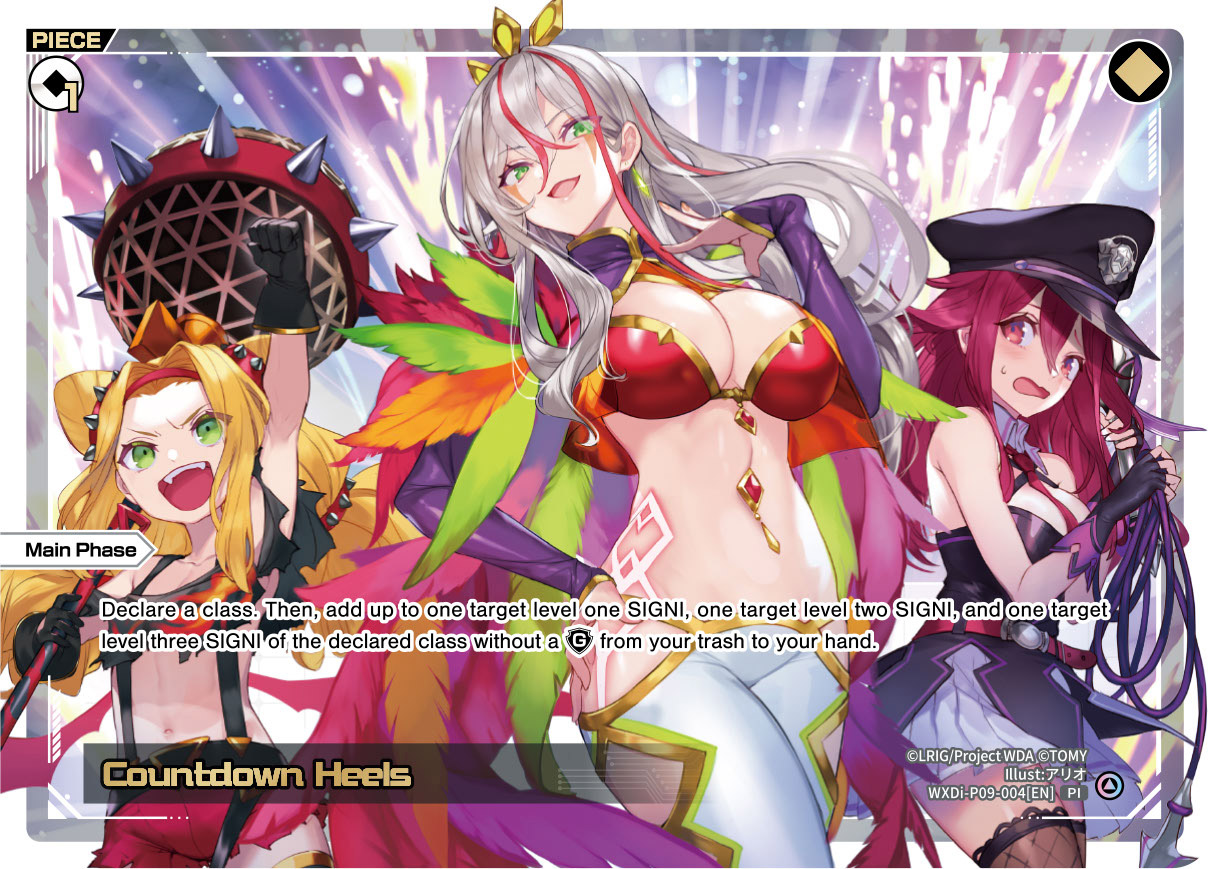 PIECE
1
Main Phase
Declare a class. Then, add up to one target level one SIGNI, one target level two SIGNI, and one target
level three SIGNI of the declared class without a G from your trash to your hand.
Countdown Heels
©LRIG/Project WDA ©TOMY
Illust:アリオ
WXDi-P09-004[EN] PI